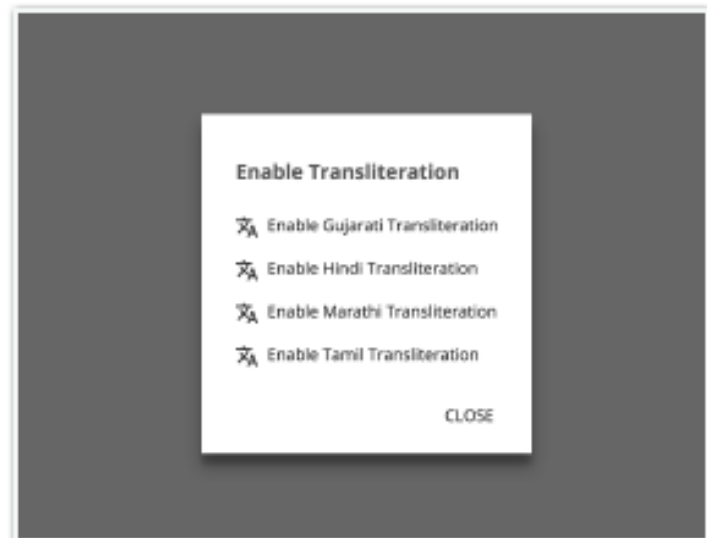 Enable Transliteration
Enable Gujarati Transliteration
Enable Hindi Transliteration
Enable Marathi Transliteration
Enable Tamil Transliteration
CLOSE